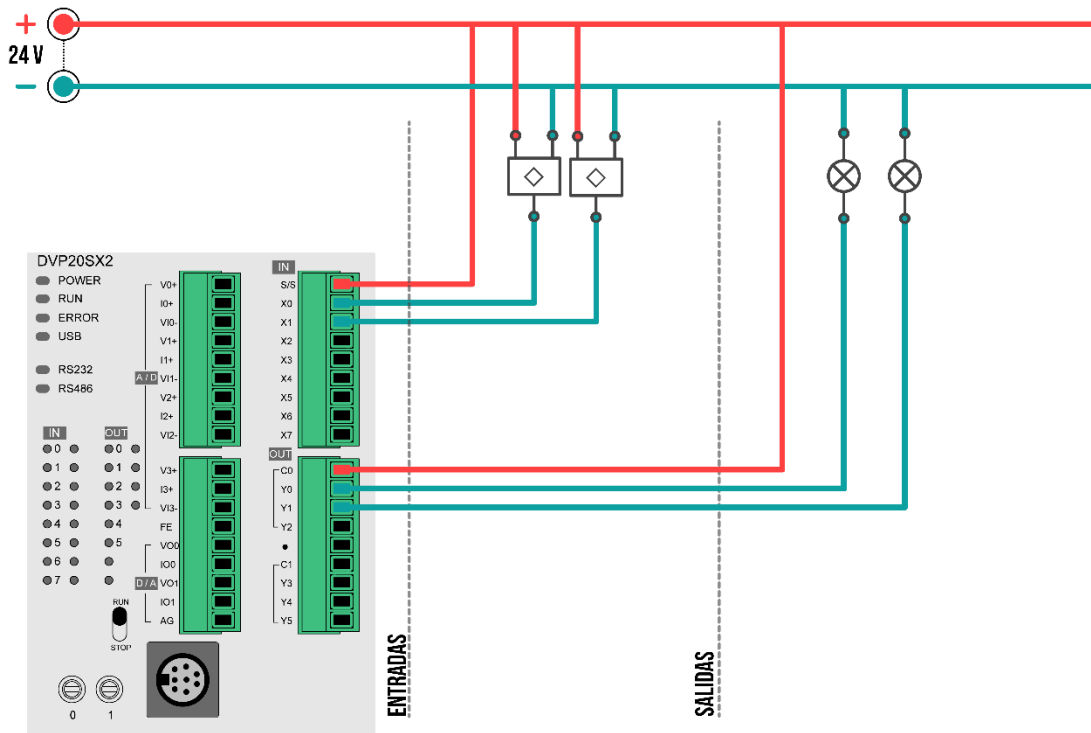 +
24 V
−
DVP20SX2
POWER
RUN
ERROR
USB
RS232
RS486
IN
OUT
0
0
1
1
2
2
3
3
4
4
5
5
6
7
RUN
STOP
0
1
V0+
I0+
VI0-
V1+
I1+
A / D
VI1-
V2+
I2+
VI2-
V3+
I3+
VI3-
FE
VO0
IO0
D / A
VO1
IO1
AG
IN
S/S
X0
X1
X2
X3
X4
X5
X6
X7
OUT
C0
Y0
Y1
Y2
•
C1
Y3
Y4
Y5
ENTRADAS
SALIDAS